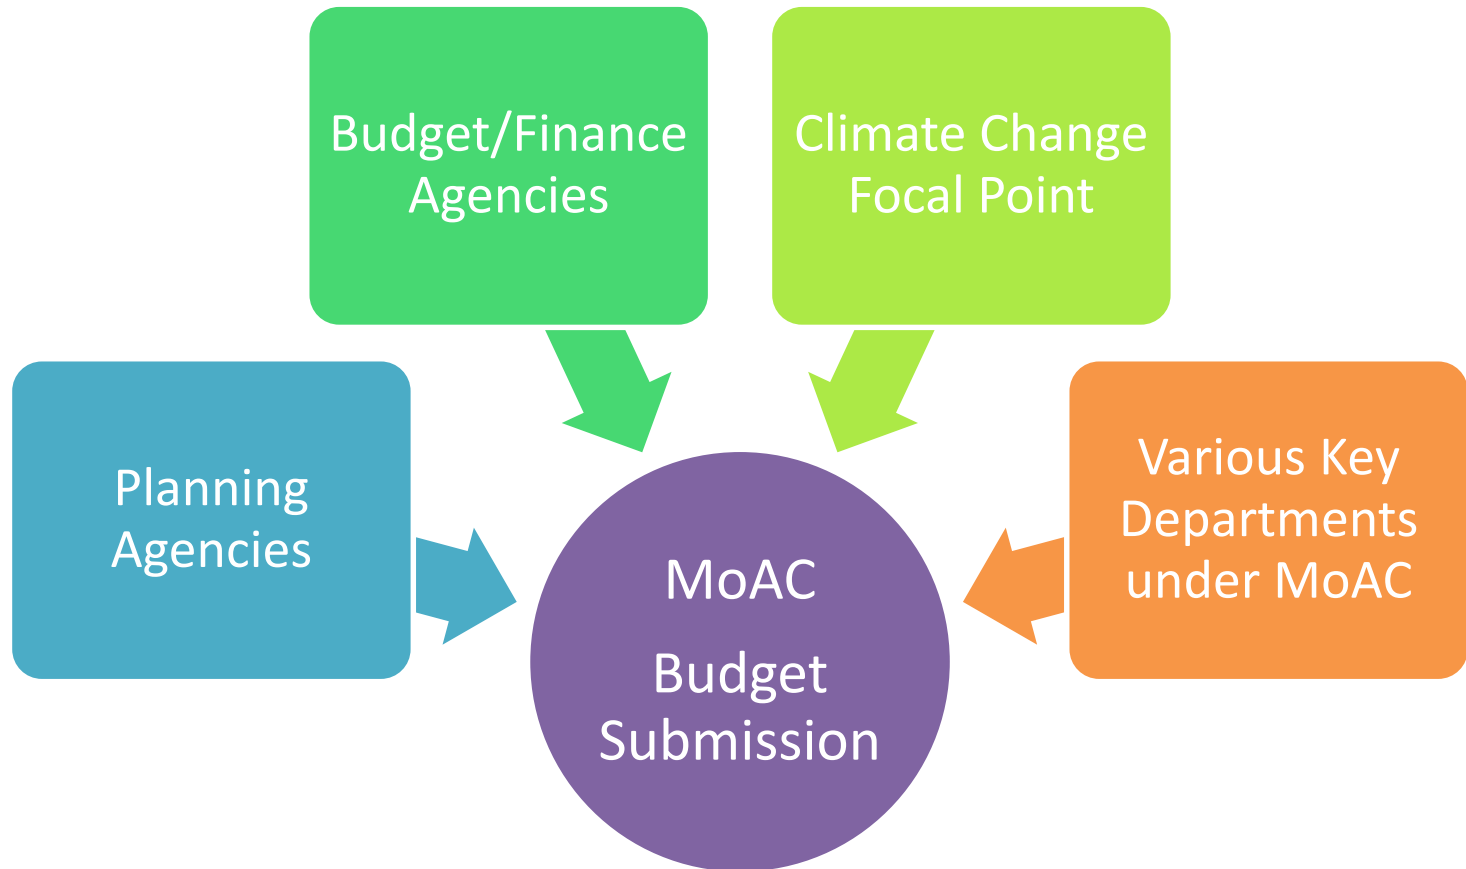 Budget/Finance
Agencies
Climate Change
Focal Point
Planning
Agencies
Various Key
Departments
under MoAC
MoAC
Budget
Submission